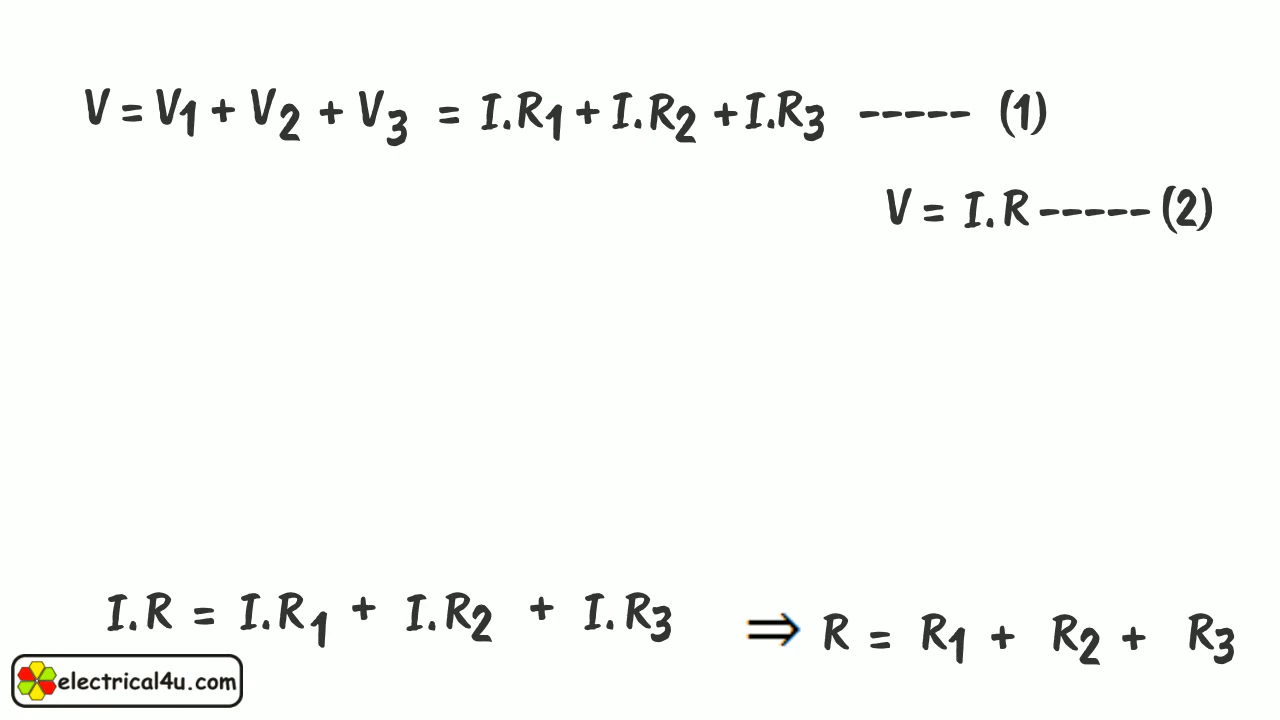 V = V1 + V2 + V3 = I.R1 + I.R2 + I.R3 ----- (1)
V = I.R ----- (2)
I.R = I.R1 + I.R2 + I.R3 ⇒ R = R1 + R2 + R3
electrical4u.com